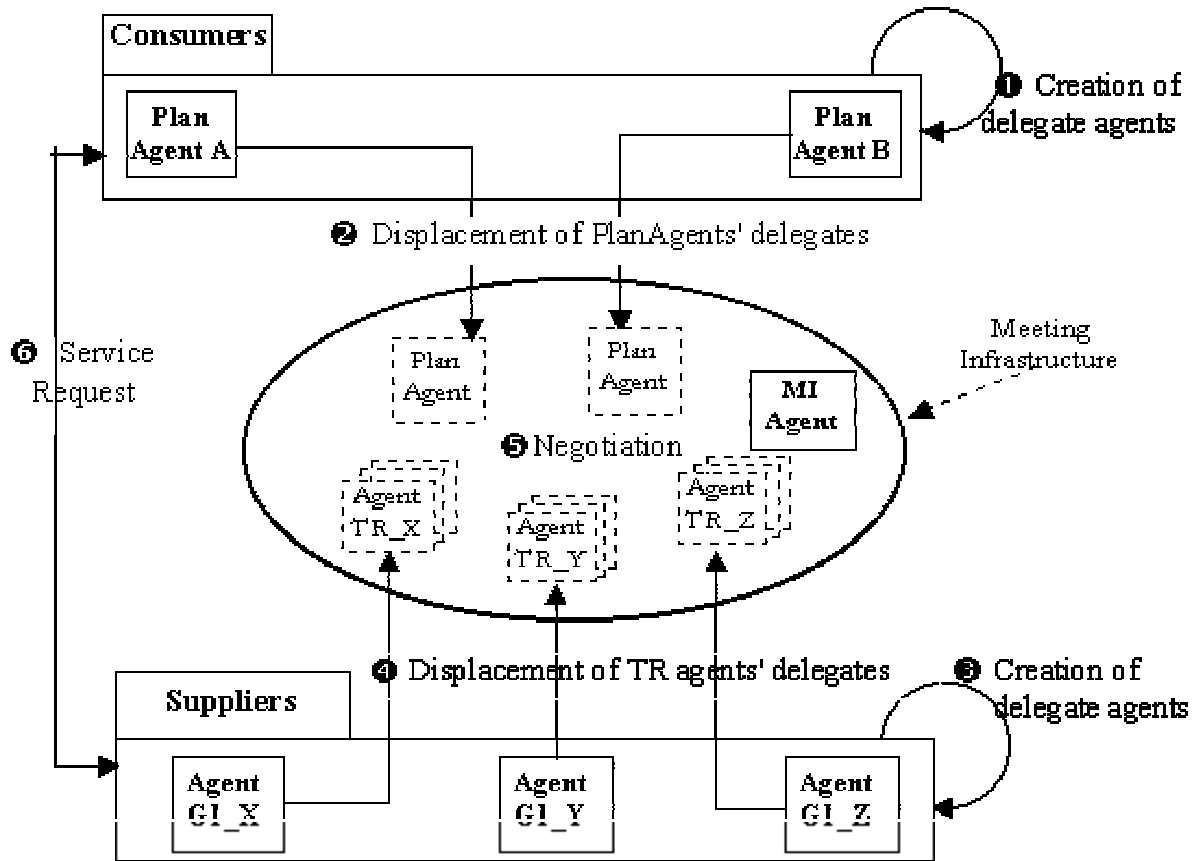 Consumers
❶ Creation of
delegate agents
Plan
Agent A
Plan
Agent B
❷ Displacement of PlanAgents' delegates
Meeting
Infrastructure
❻ Service
Request
Plan
Agent
Plan
Agent
MI
Agent
❺ Negotiation
Agent
TR_X
Agent
TR_Y
Agent
TR_Z
❹ Displacement of TR agents' delegates
❸ Creation of
delegate agents
Suppliers
Agent
GI_X
Agent
GI_Y
Agent
GI_Z